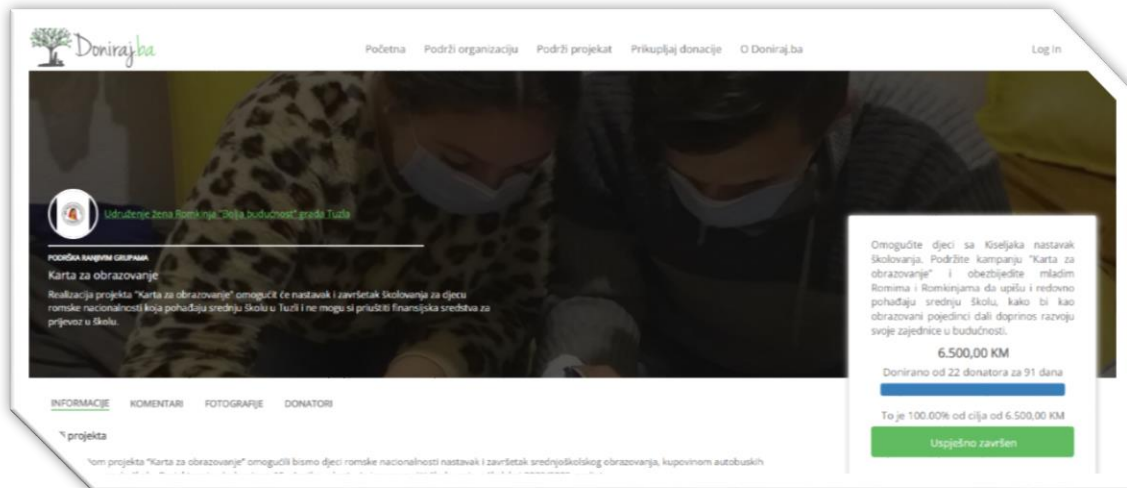 Doniraj.ba
Početna Podrži organizaciju Podrži projekat Prikupljaj donacije O Doniraj.ba Log In
Udruženje žena Romkinja "Bolja budućnost" grada Tuzla
PODRŠKA RANJIVIM GRUPAMA
Karta za obrazovanje
Realizacija projekta "Karta za obrazovanje" omogućit će nastavak i završetak školovanja za djecu
romske nacionalnosti koja pohađaju srednju školu u Tuzli i ne mogu si priuštiti finansijska sredstva za
prijevoz u školu.
Omogućite djeci sa Kiseljaka nastavak
školovanja. Podržite kampanju "Karta za
obrazovanje" i obezbijedite mladim
Romima i Romkinjama da upišu i redovno
pohađaju srednju školu, kako bi kao
obrazovani pojedinci dali doprinos razvoju
svoje zajednice u budućnosti.
6.500,00 KM
Donirano od 22 donatora za 91 dana
To je 100.00% od cilja od 6.500,00 KM
Uspješno završen
INFORMACIJE KOMENTARI FOTOGRAFIJE DONATORI
projekta
projekta "Karta za obrazovanje" omogućili bismo djeci romske nacionalnosti nastavak i završetak srednjoškolskog obrazovanja, kupovinom autobuskih